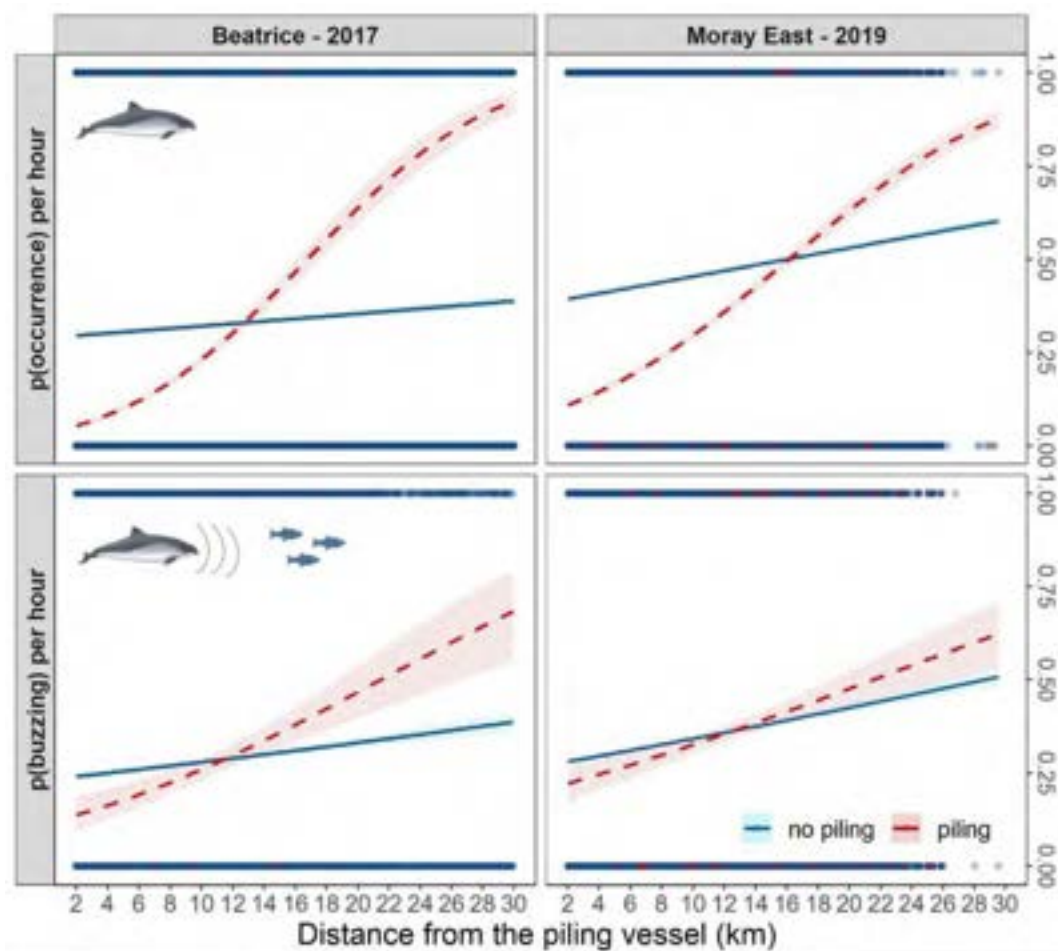 Beatrice - 2017
Moray East - 2019
p(occurrence) per hour
1.00
0.75
0.50
0.25
0.00
p(buzzing) per hour
1.00
0.75
0.50
0.25
0.00
no piling
piling
2 4 6 8 10 12 14 16 18 20 22 24 26 28 30
2 4 6 8 10 12 14 16 18 20 22 24 26 28 30
Distance from the piling vessel (km)